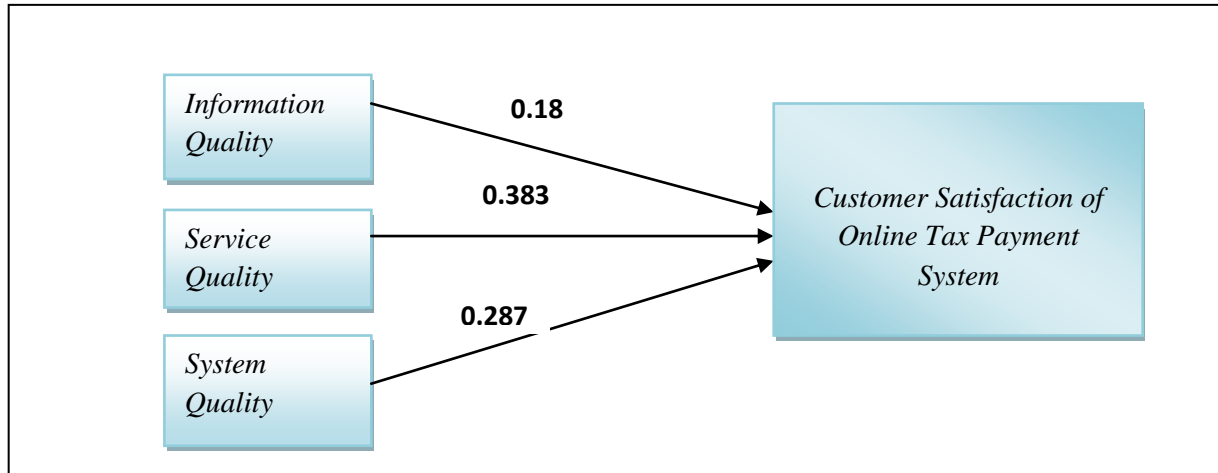 Information
Quality
0.18
Service
Quality
0.383
System
Quality
0.287
Customer Satisfaction of
Online Tax Payment
System